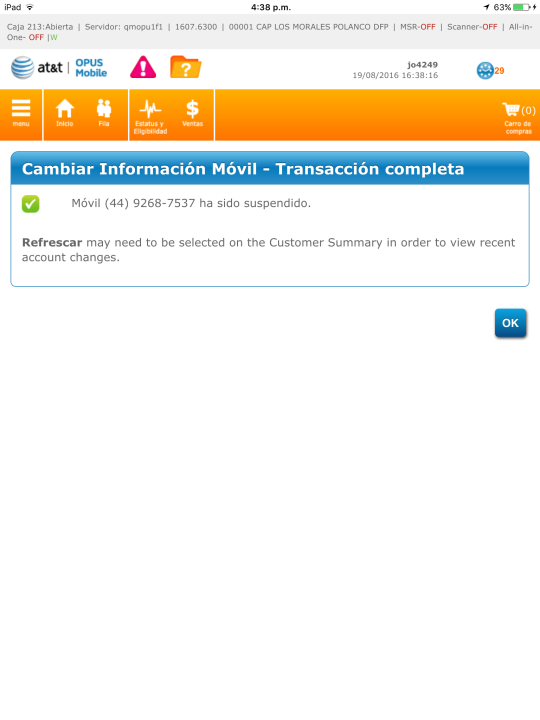 iPad 4:38 p.m. 63%
Caja 213:Abierta | Servidor: qmopu1f1 | 1607.6300 | 00001 CAP LOS MORALES POLANCO DFP | MSR-OFF | Scanner-OFF | All-in-
One- OFF |W
at&t | OPUS Mobile ! ?
jo4249
19/08/2016 16:38:16
29
menu Inicio Fila Estatus y Elegibilidad $ Ventas (0) Carro de compras
Cambiar Información Móvil - Transacción completa
Móvil (44) 9268-7537 ha sido suspendido.
Refrescar may need to be selected on the Customer Summary in order to view recent
account changes.
OK